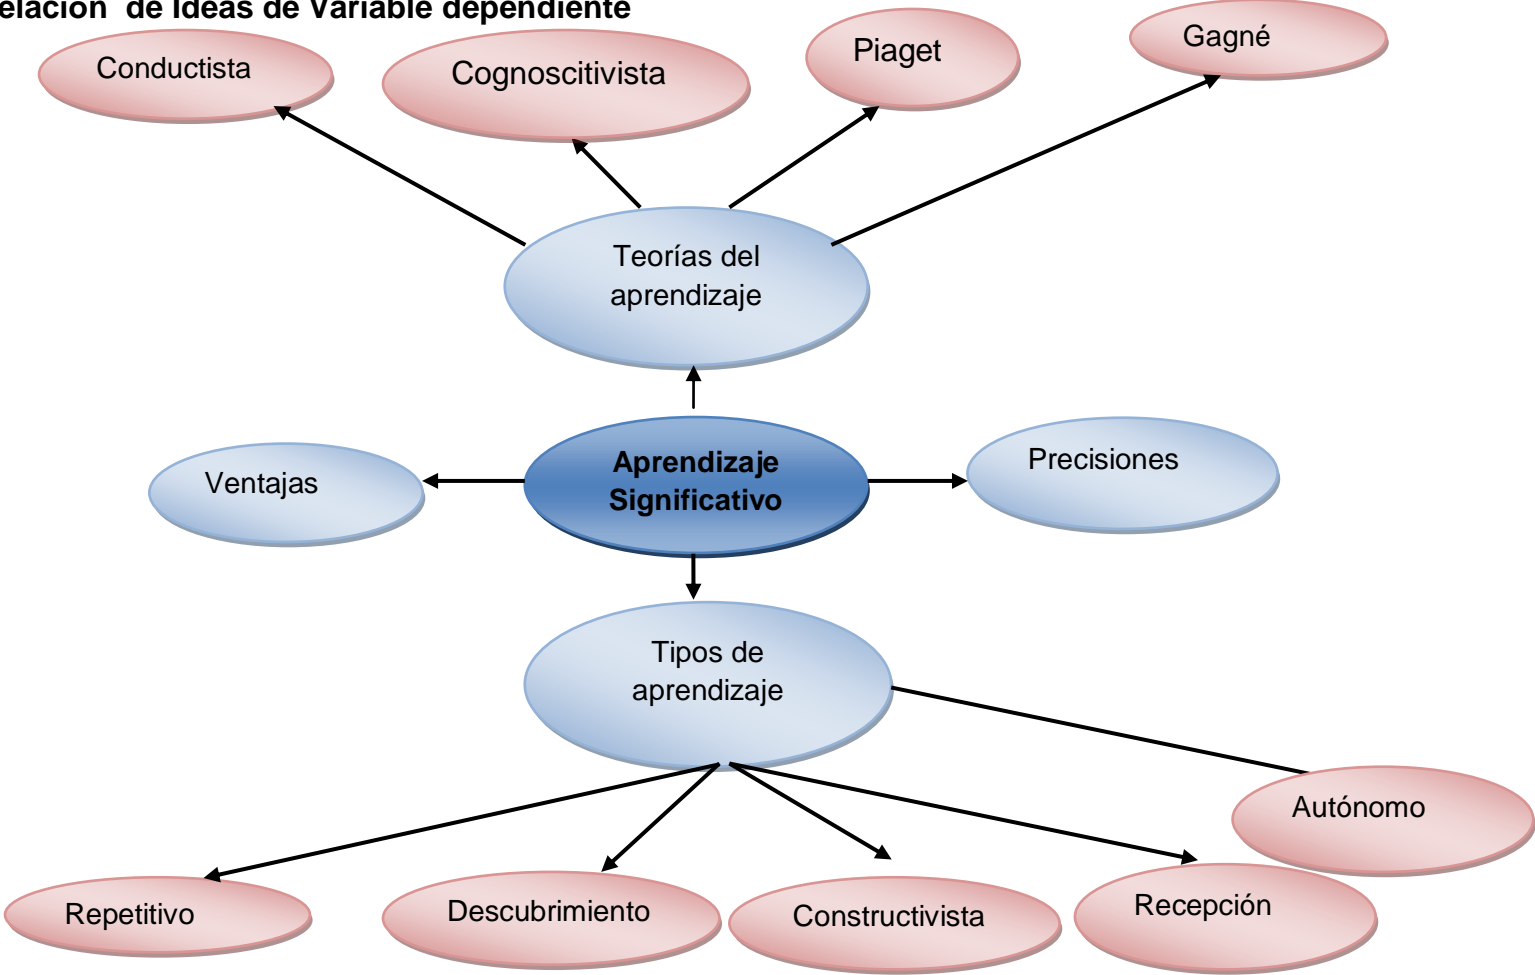 elación de Ideas de Variable dependiente
Conductista
Cognoscitivista
Piaget
Gagné
Teorías del
aprendizaje
Ventajas
Aprendizaje
Significativo
Precisiones
Tipos de
aprendizaje
Autónomo
Repetitivo
Descubrimiento
Constructivista
Recepción